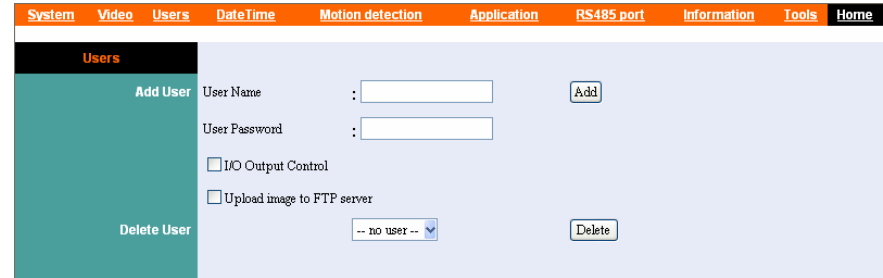 System Video Users DateTime Motion detection Application RS485 port Information Tools Home
Users
Add User User Name : Add
User Password :
I/O Output Control
Upload image to FTP server
Delete User -- no user -- Delete